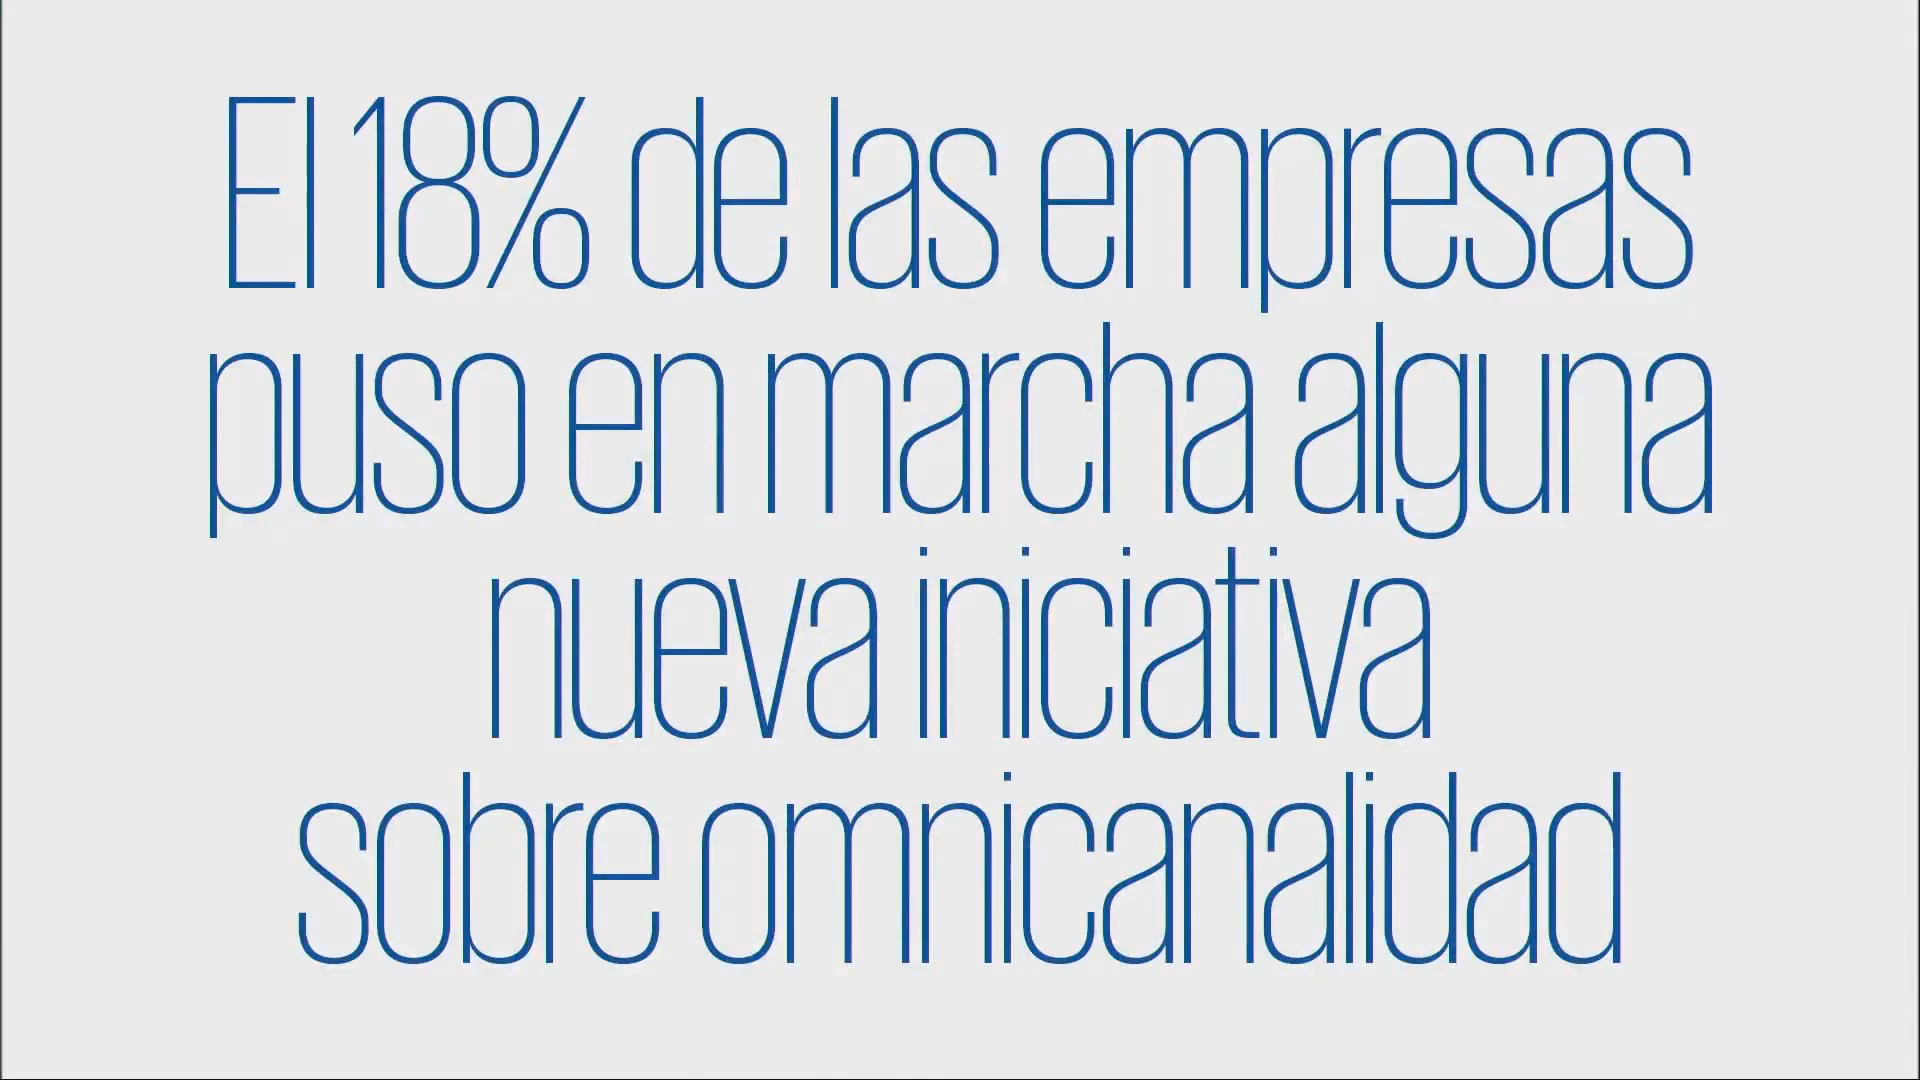 El 18% de las empresas
puso en marcha alguna
nueva iniciativa
sobre omnicanalidad